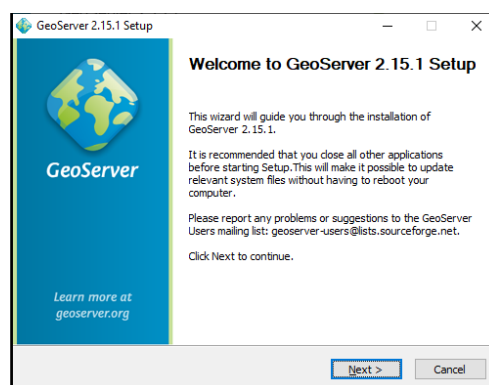 GeoServer 2.15.1 Setup
Welcome to GeoServer 2.15.1 Setup
This wizard will guide you through the installation of
GeoServer 2.15.1.
It is recommended that you close all other applications
before starting Setup.This will make it possible to update
relevant system files without having to reboot your
computer.
Please report any problems or suggestions to the GeoServer
Users mailing list: geoserver-users@lists.sourceforge.net.
Click Next to continue.
GeoServer
Learn more at
geoserver.org
Next >
Cancel